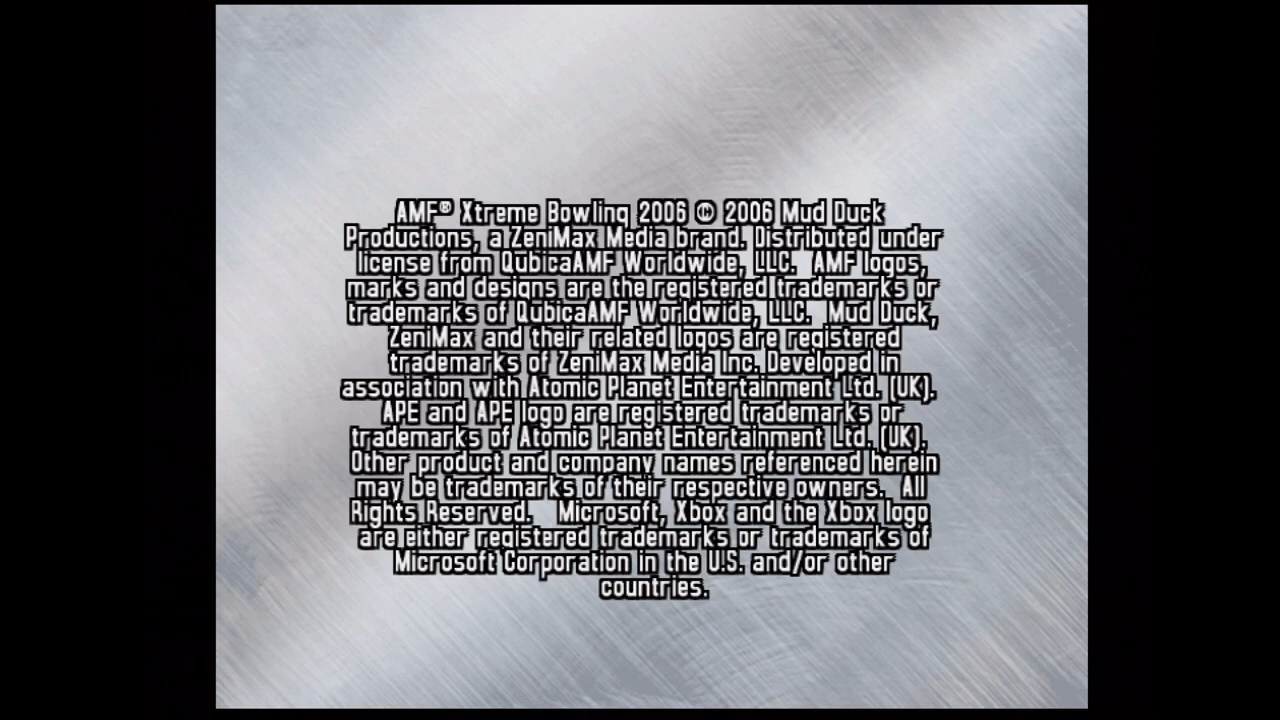 AMF® Xtreme Bowling 2006 © 2006 Mud Duck
Productions, a ZeniMax Media brand. Distributed under
license from QubicaAMF Worldwide, LLC. AMF logos,
marks and designs are the registered trademarks or
trademarks of QubicaAMF Worldwide, LLC. Mud Duck,
ZeniMax and their related logos are registered
trademarks of ZeniMax Media Inc. Developed in
association with Atomic Planet Entertainment Ltd. (UK).
APE and APE logo are registered trademarks or
trademarks of Atomic Planet Entertainment Ltd. (UK).
Other product and company names referenced herein
may be trademarks of their respective owners. All
Rights Reserved. Microsoft, Xbox and the Xbox logo
are either registered trademarks or trademarks of
Microsoft Corporation in the U.S. and/or other
countries.